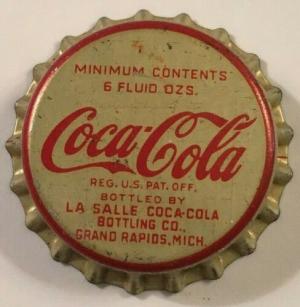 MINIMUM CONTENTS
6 FLUID OZS.
Coca-Cola
REG. U.S. PAT. OFF.
BOTTLED BY
LA SALLE COCA-COLA
BOTTLING CO.,
GRAND RAPIDS, MICH.